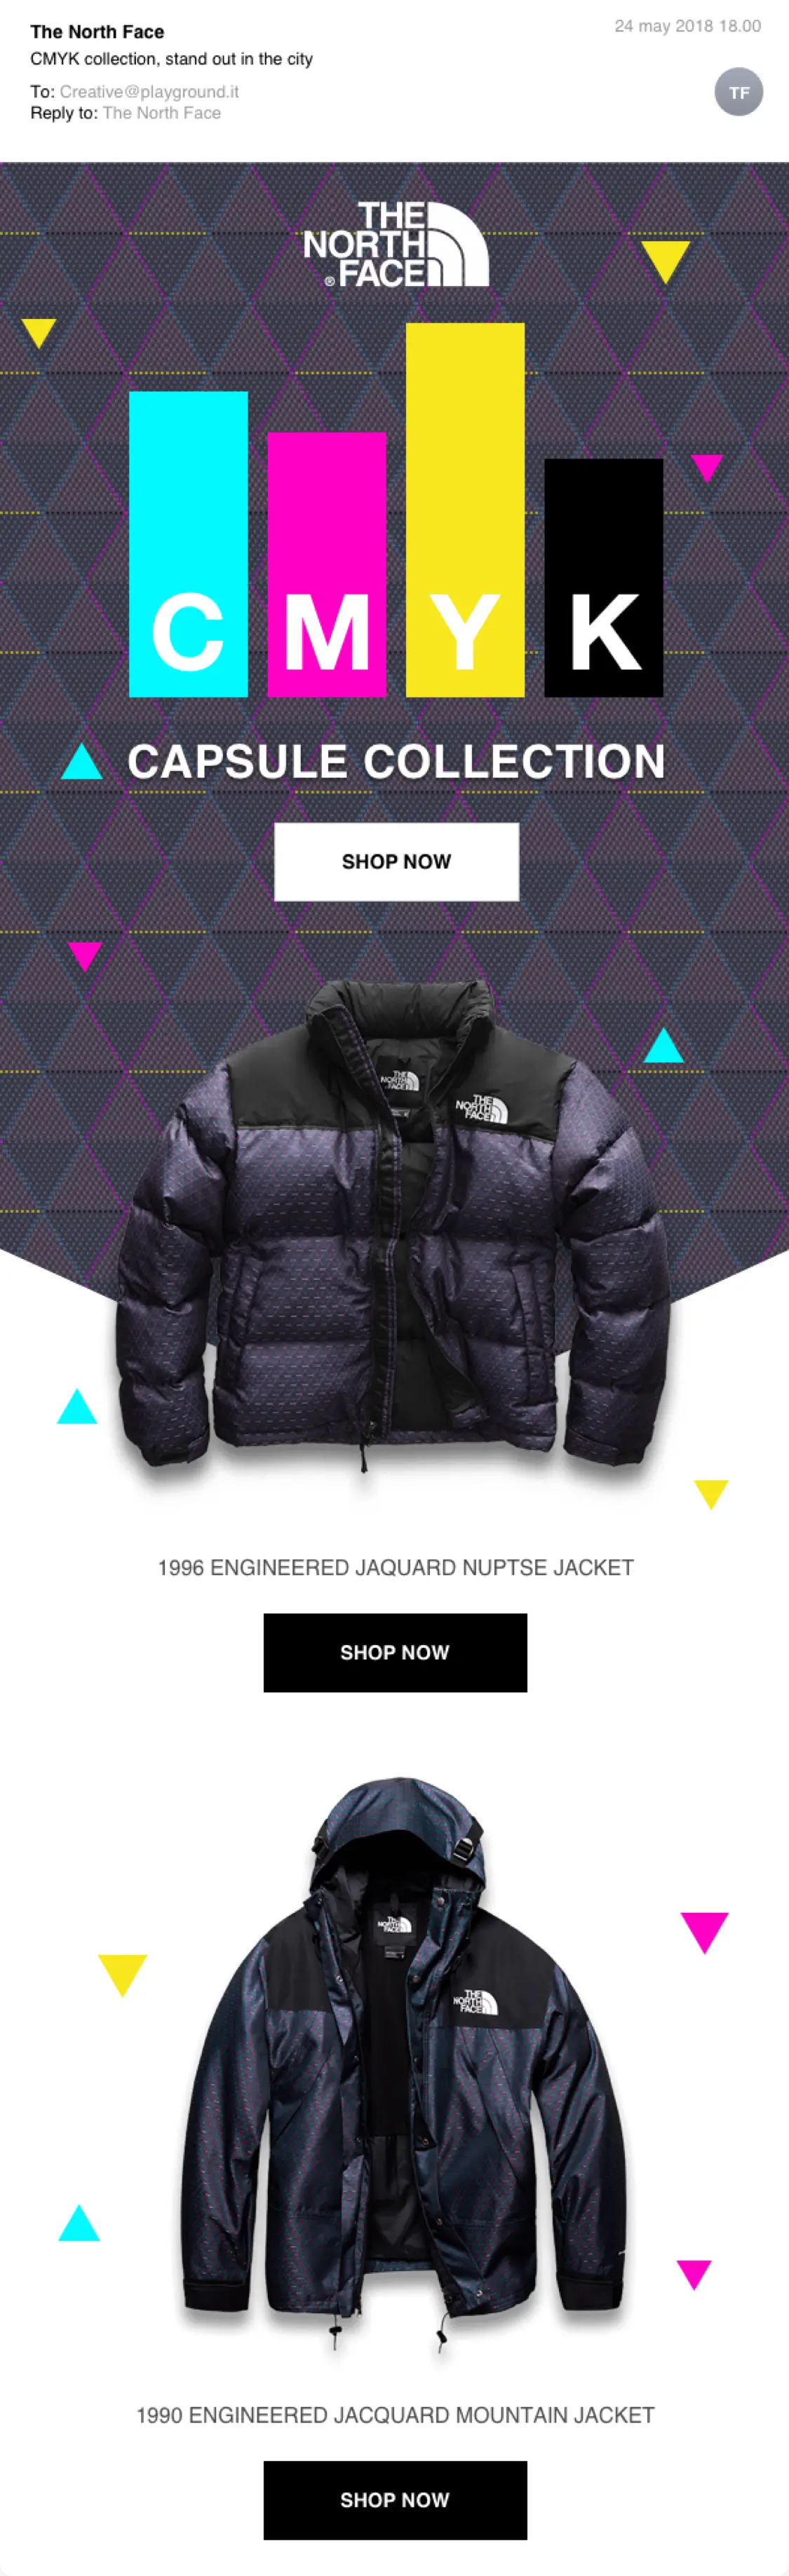 The North Face
24 may 2018 18.00
CMYK collection, stand out in the city
To: Creative@playground.it
Reply to: The North Face
TF
THE
NORTH
® FACE
C M Y K
CAPSULE COLLECTION
SHOP NOW
THE
NORTH
FACE
THE
NORTH
FACE
1996 ENGINEERED JAQUARD NUPTSE JACKET
SHOP NOW
THE
NORTH
FACE
THE
NORTH
FACE
1990 ENGINEERED JACQUARD MOUNTAIN JACKET
SHOP NOW